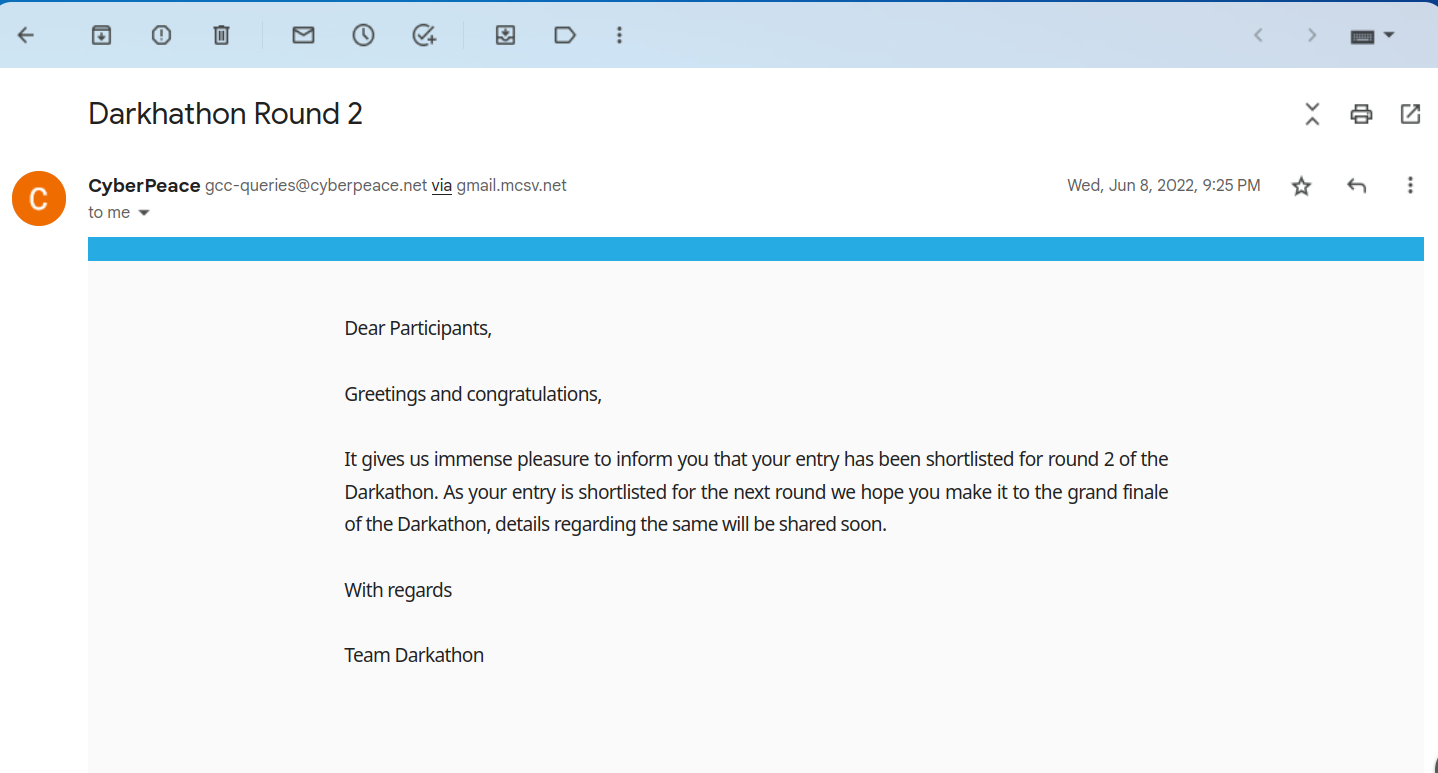 Darkhathon Round 2
CyberPeace gcc-queries@cyberpeace.net via gmail.mcsv.net
Wed, Jun 8, 2022, 9:25 PM
C
to me
Dear Participants,
Greetings and congratulations,
It gives us immense pleasure to inform you that your entry has been shortlisted for round 2 of the
Darkathon. As your entry is shortlisted for the next round we hope you make it to the grand finale
of the Darkathon, details regarding the same will be shared soon.
With regards
Team Darkathon